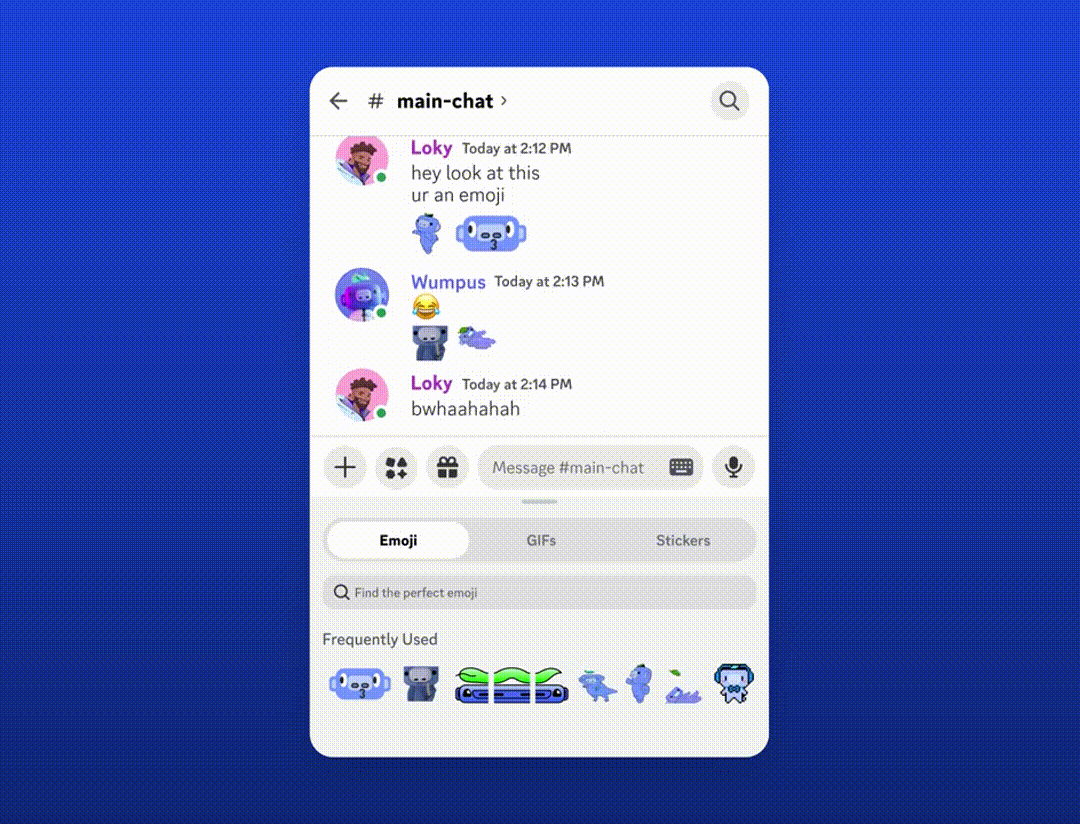 # main-chat
Loky Today at 2:12 PM
hey look at this
ur an emoji
Wumpus Today at 2:13 PM
Loky Today at 2:14 PM
bwhaahahah
Message #main-chat
Emoji GIFs Stickers
Find the perfect emoji
Frequently Used